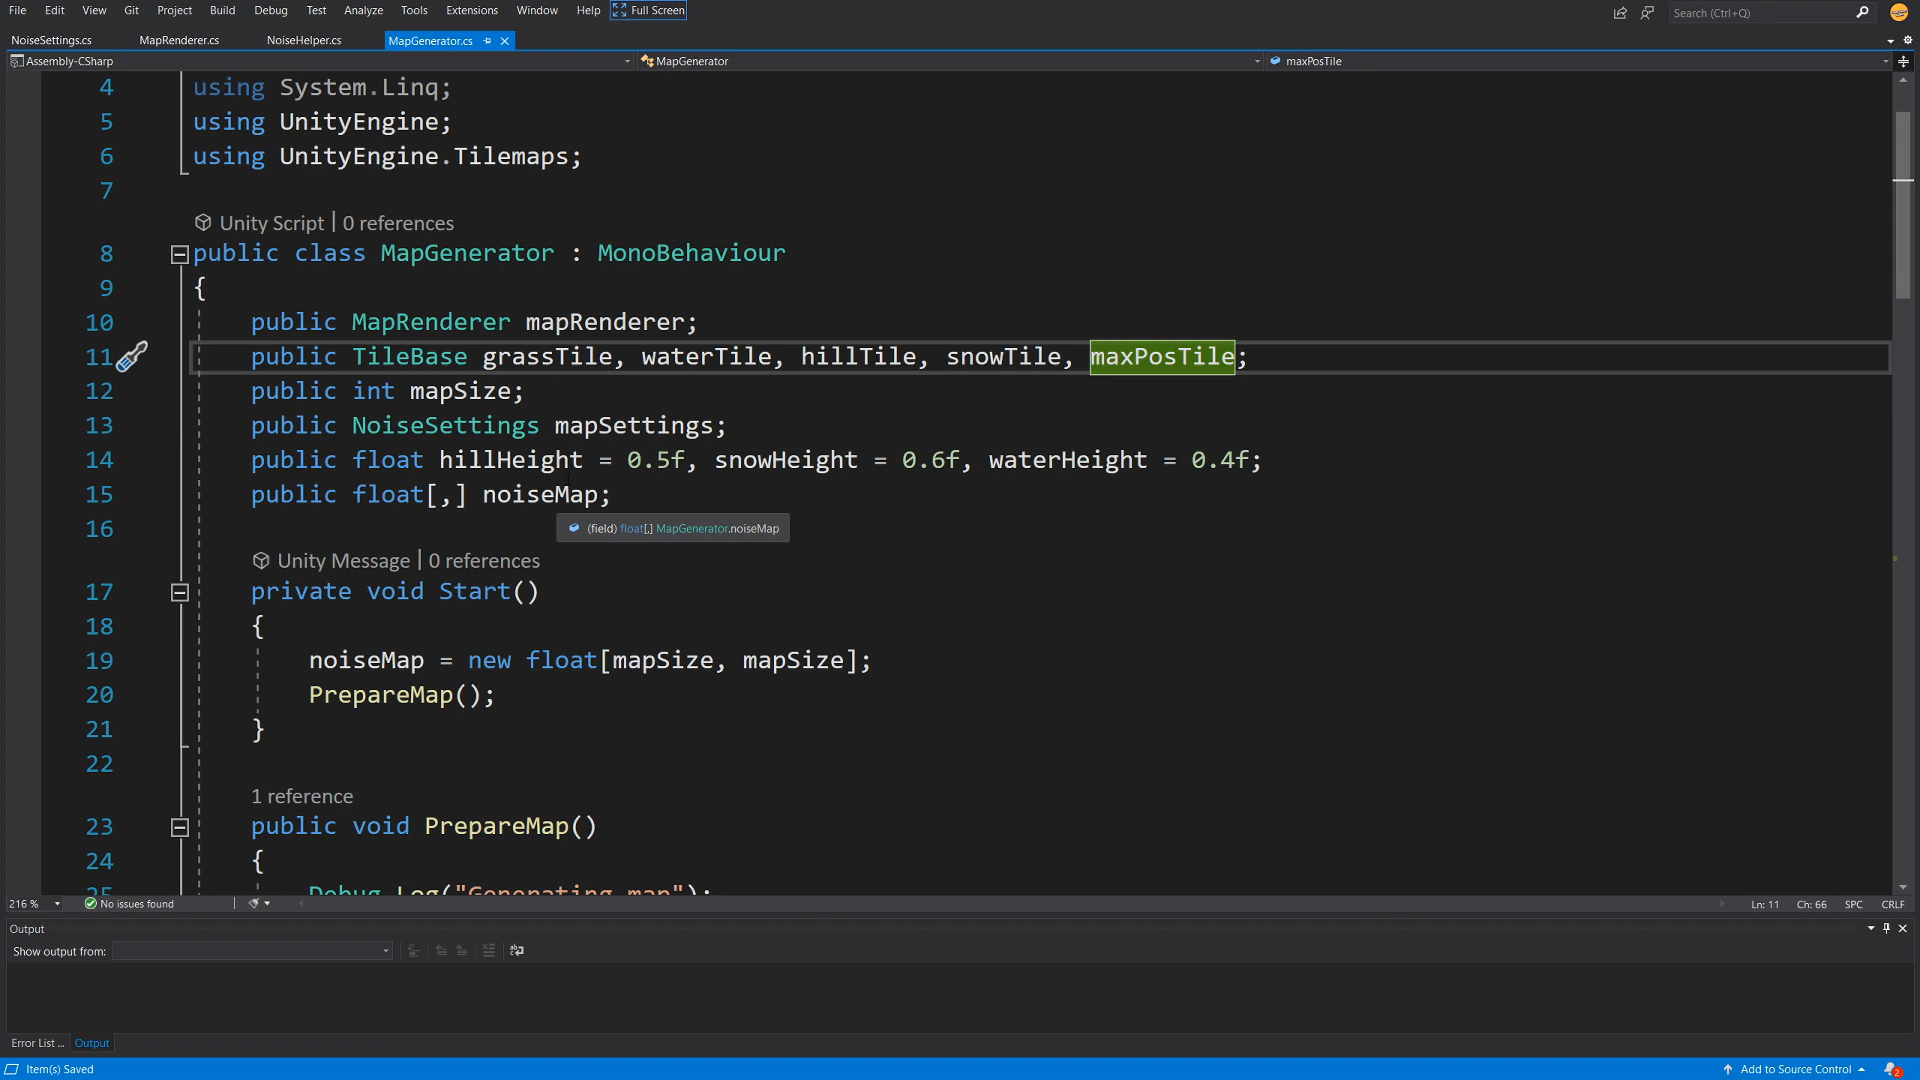 File Edit View Git Project Build Debug Test Analyze Tools Extensions Window Help Full Screen Search (Ctrl+Q)
NoiseSettings.cs MapRenderer.cs NoiseHelper.cs MapGenerator.cs
Assembly-CSharp MapGenerator maxPosTile
4 using System.Linq;
5 using UnityEngine;
6 using UnityEngine.Tilemaps;
7
Unity Script | 0 references
8 public class MapGenerator : MonoBehaviour
9 {
10 public MapRenderer mapRenderer;
11 public TileBase grassTile, waterTile, hillTile, snowTile, maxPosTile;
12 public int mapSize;
13 public NoiseSettings mapSettings;
14 public float hillHeight = 0.5f, snowHeight = 0.6f, waterHeight = 0.4f;
15 public float[,] noiseMap;
16 (field) float[,] MapGenerator.noiseMap
Unity Message | 0 references
17 private void Start()
18 {
19 noiseMap = new float[mapSize, mapSize];
20 PrepareMap();
21 }
22
1 reference
23 public void PrepareMap()
24 {
25 Debug.Log("Generating map");
216 % No issues found Ln: 11 Ch: 66 SPC CRLF
Output
Show output from:
Error List ... Output
Item(s) Saved Add to Source Control 2